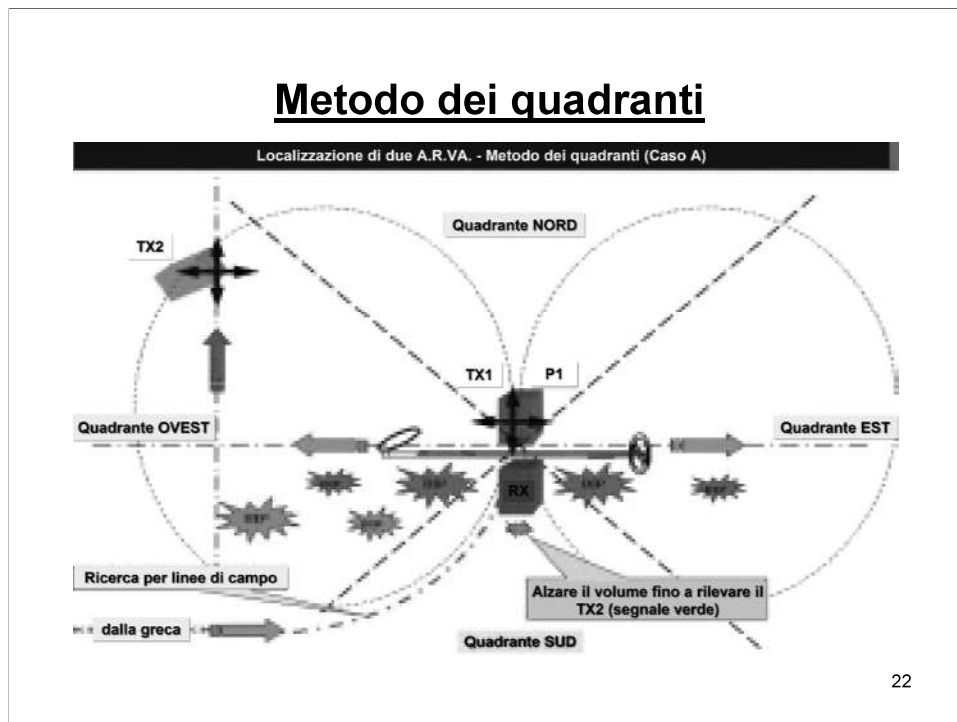 Metodo dei quadranti
Localizzazione di due A.R.VA. - Metodo dei quadranti (Caso A)
Quadrante NORD
TX2
TX1
P1
Quadrante OVEST
Quadrante EST
RX
Ricerca per linee di campo
Alzare il volume fino a rilevare il
TX2 (segnale verde)
dalla greca
Quadrante SUD
22